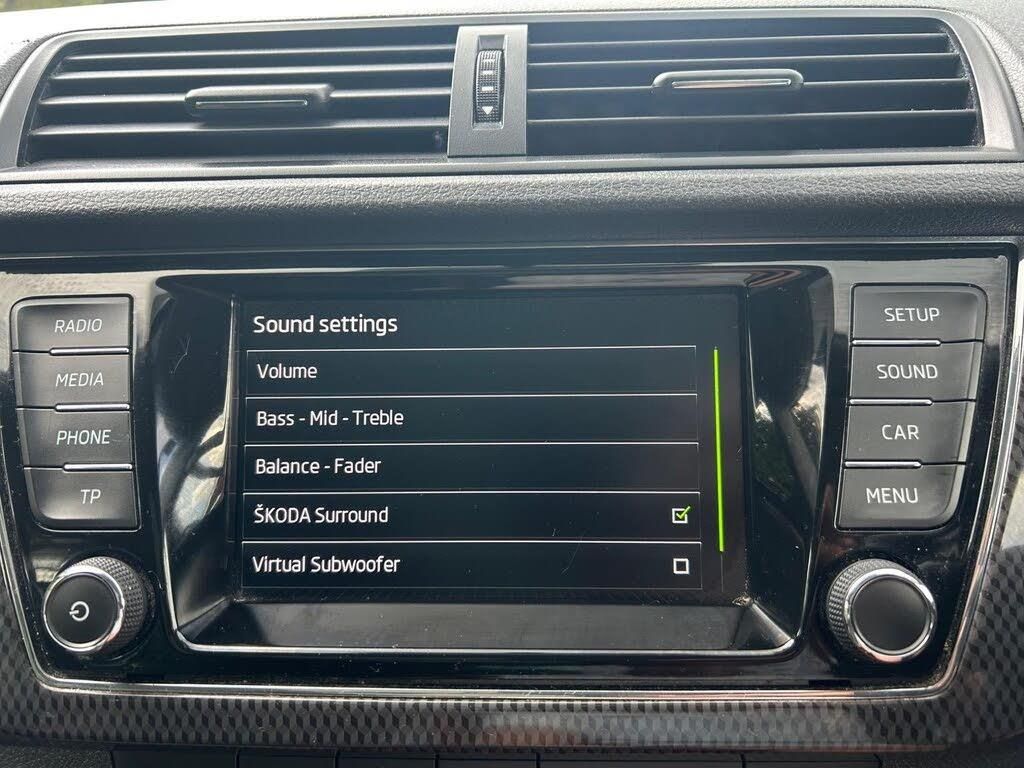 RADIO
MEDIA
PHONE
TP
Sound settings
Volume
Bass - Mid - Treble
Balance - Fader
ŠKODA Surround
Virtual Subwoofer
SETUP
SOUND
CAR
MENU